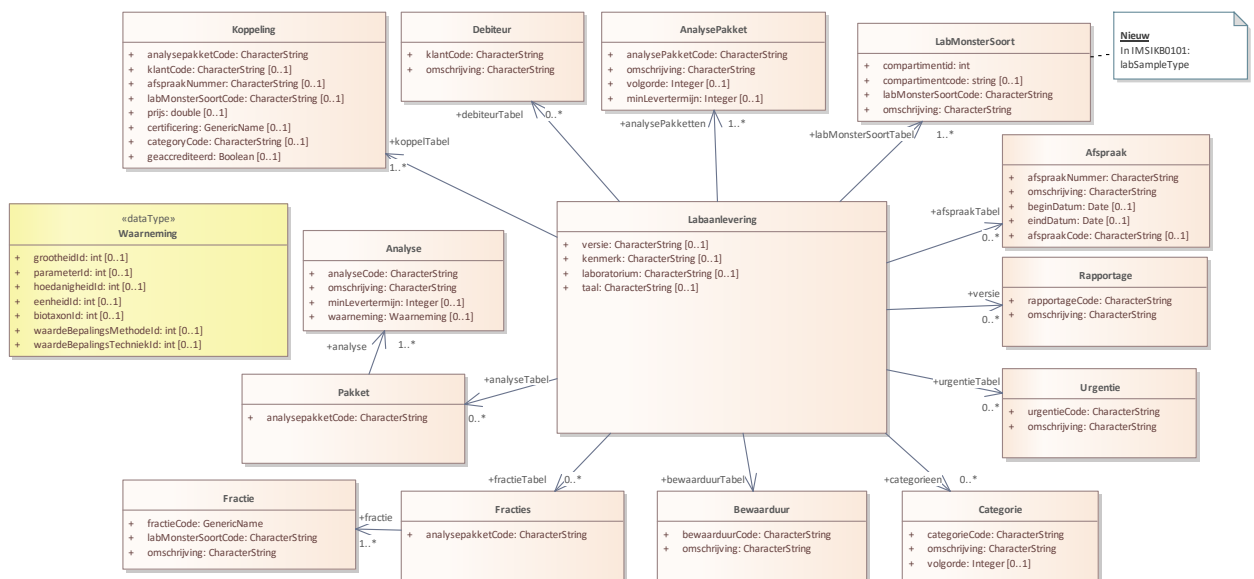 Koppeling
+ analysepakketCode: CharacterString
+ klantCode: CharacterString [0..1]
+ afspraakNummer: CharacterString [0..1]
+ labMonsterSoortCode: CharacterString [0..1]
+ prijs: double [0..1]
+ certificering: GenericName [0..1]
+ categoryCode: CharacterString [0..1]
+ geaccrediteerd: Boolean [0..1]
Debiteur
+ klantCode: CharacterString
+ omschrijving: CharacterString
AnalysePakket
+ analysePakketCode: CharacterString
+ omschrijving: CharacterString
+ volgorde: Integer [0..1]
+ minLevertermijn: Integer [0..1]
LabMonsterSoort
+ compartimentid: int
+ compartimentcode: string [0..1]
+ labMonsterSoortCode: CharacterString
+ omschrijving: CharacterString
Nieuw
In IMSIKB0101:
labSampleType
+koppelTabel
1..*
+debiteurTabel
0..*
+analysePakketten
1..*
+labMonsterSoortTabel
1..*
Afspraak
+ afspraakNummer: CharacterString
+ omschrijving: CharacterString
+ beginDatum: Date [0..1]
+ eindDatum: Date [0..1]
+ afspraakCode: CharacterString [0..1]
+afspraakTabel
0..*
«dataType»
Waarneming
+ grootheidId: int [0..1]
+ parameterId: int [0..1]
+ hoedanigheidId: int [0..1]
+ eenheidId: int [0..1]
+ biotaxonId: int [0..1]
+ waardeBepalingsMethodeId: int [0..1]
+ waardeBepalingsTechniekId: int [0..1]
Analyse
+ analyseCode: CharacterString
+ omschrijving: CharacterString
+ minLevertermijn: Integer [0..1]
+ waarneming: Waarneming [0..1]
Labaanlevering
+ versie: CharacterString [0..1]
+ kenmerk: CharacterString [0..1]
+ laboratorium: CharacterString [0..1]
+ taal: CharacterString [0..1]
Rapportage
+ rapportageCode: CharacterString
+ omschrijving: CharacterString
+versie
0..*
+analyse
1..*
Pakket
+ analysepakketCode: CharacterString
+analyseTabel
0..*
Urgentie
+ urgentieCode: CharacterString
+ omschrijving: CharacterString
+urgentieTabel
0..*
+fractieTabel
0..*
+bewaarduurTabel
+categorieen
0..*
Fractie
+ fractieCode: GenericName
+ labMonsterSoortCode: CharacterString
+ omschrijving: CharacterString
+fractie
1..*
Fracties
+ analysepakketCode: CharacterString
Bewaarduur
+ bewaarduurCode: CharacterString
+ omschrijving: CharacterString
Categorie
+ categorieCode: CharacterString
+ omschrijving: CharacterString
+ volgorde: Integer [0..1]